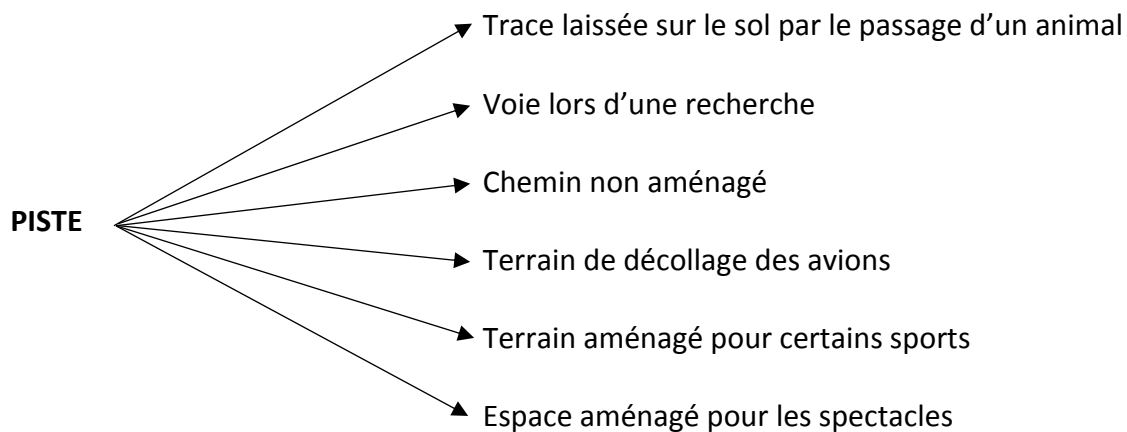 Trace laissée sur le sol par le passage d’un animal
Voie lors d’une recherche
Chemin non aménagé
PISTE
Terrain de décollage des avions
Terrain aménagé pour certains sports
Espace aménagé pour les spectacles